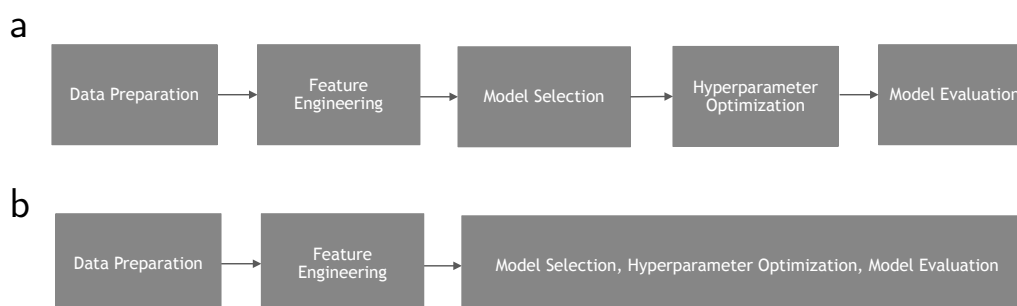 a
Data Preparation
Feature
Engineering
Model Selection
Hyperparameter
Optimization
Model Evaluation
b
Data Preparation
Feature
Engineering
Model Selection, Hyperparameter Optimization, Model Evaluation